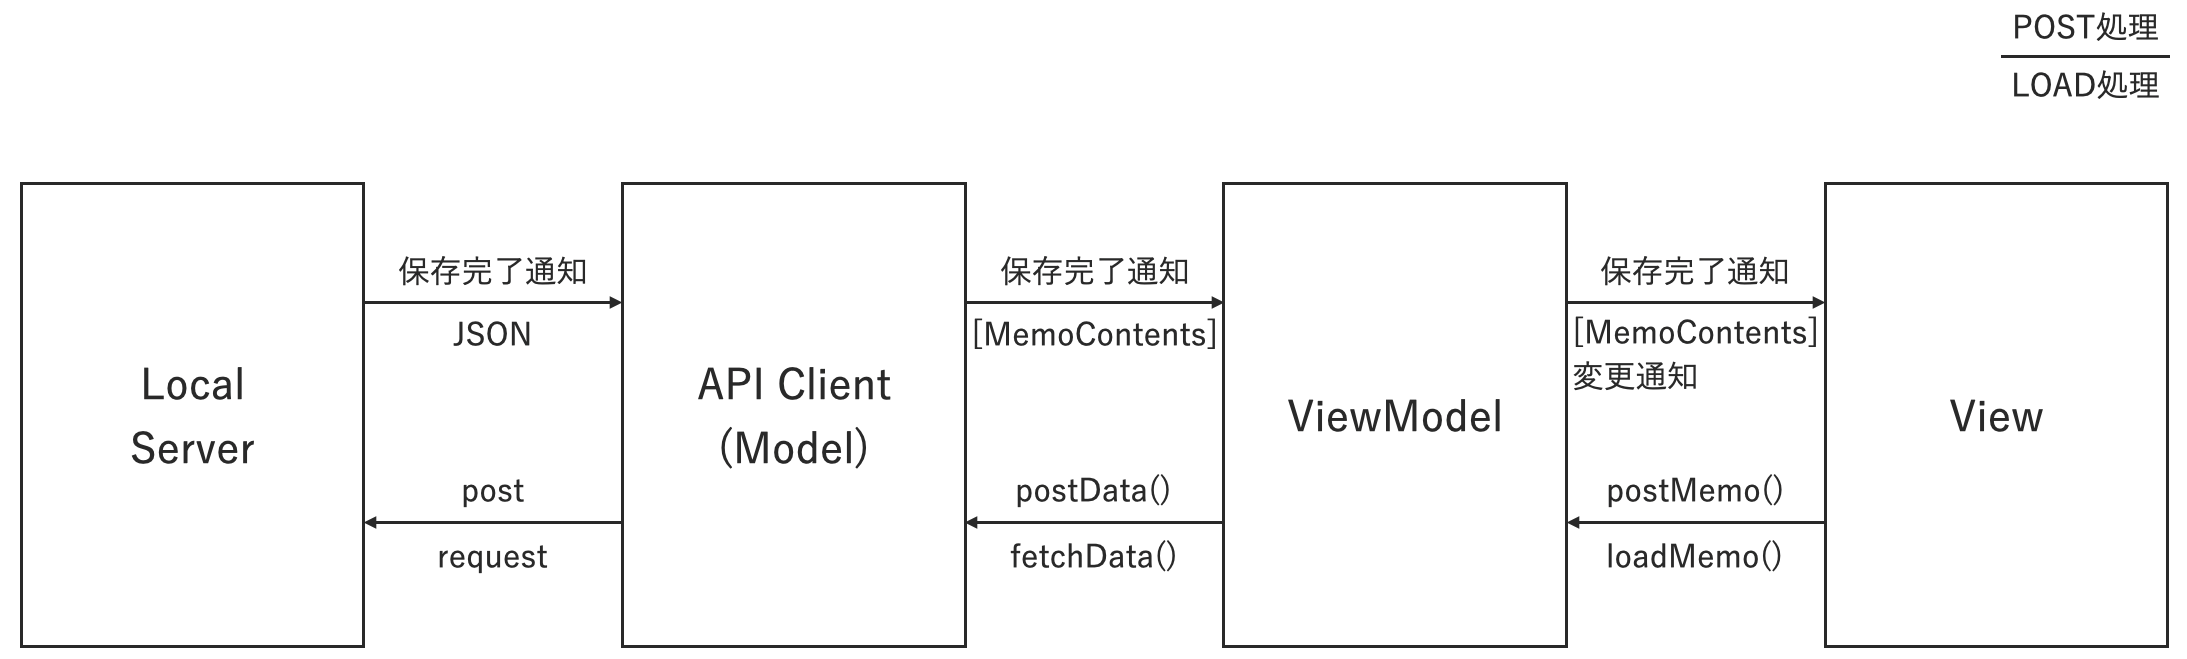 POST処理
LOAD処理
Local
Server
保存完了通知
JSON
post
request
API Client
(Model)
保存完了通知
[MemoContents]
postData()
fetchData()
ViewModel
保存完了通知
[MemoContents]
変更通知
postMemo()
loadMemo()
View